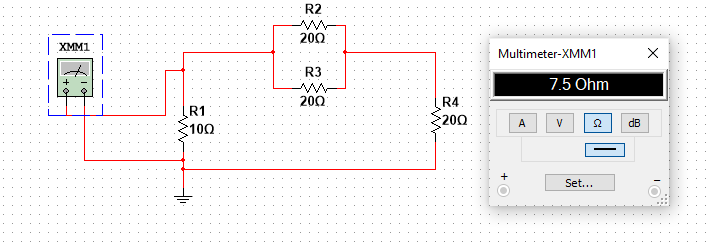 XMM1
R2
20Ω
R3
20Ω
R1
10Ω
R4
20Ω
Multimeter-XMM1
7.5 Ohm
A V Ω dB
Set...
+ −